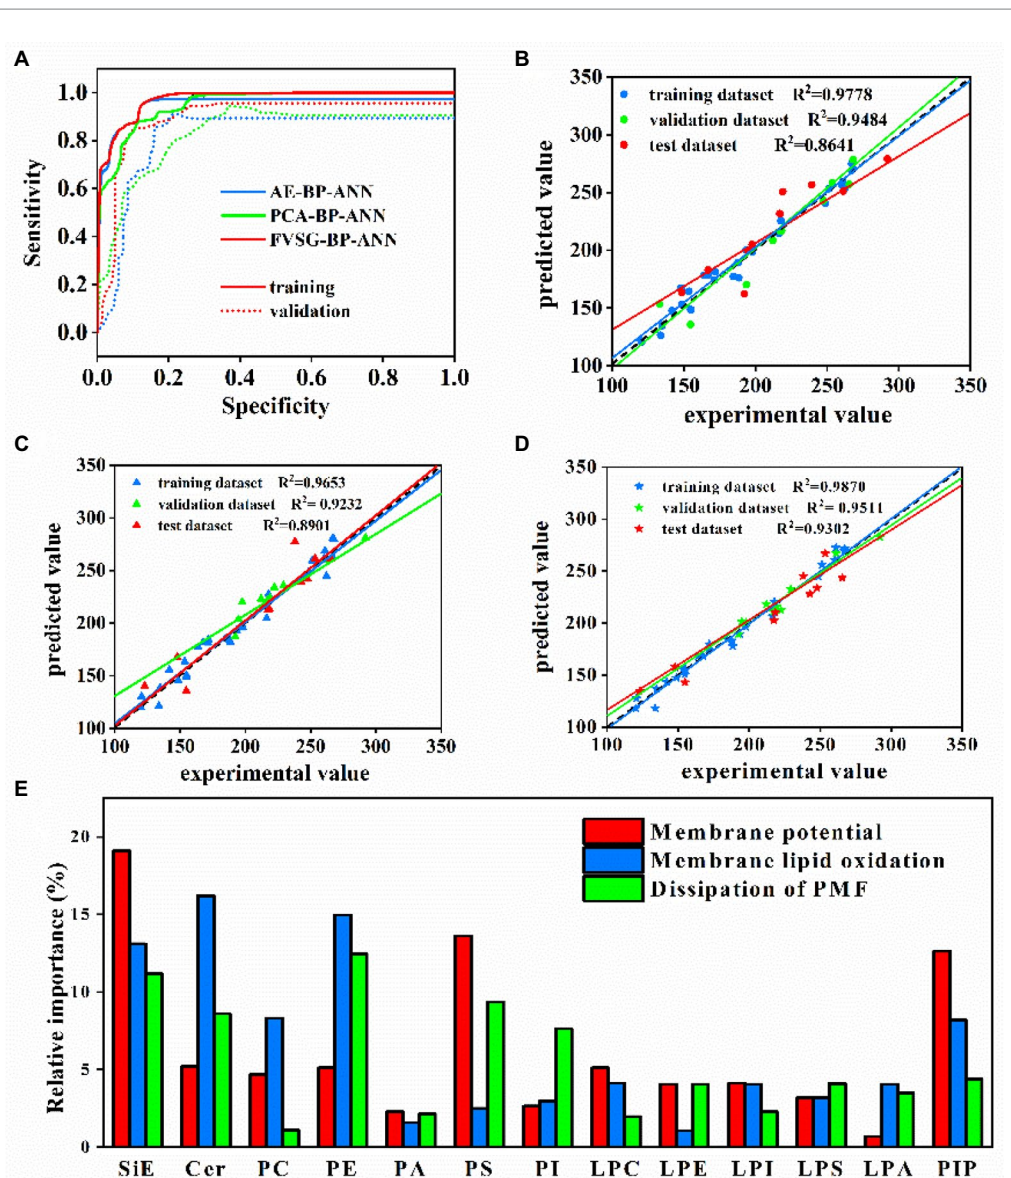 A
1.0
0.8
0.6
0.4
0.2
0.0
Sensitivity
AE-BP-ANN
PCA-BP-ANN
FVSG-BP-ANN
training
validation
0.0 0.2 0.4 0.6 0.8 1.0
Specificity
B
350
300
250
200
150
100
predicted value
training dataset R²=0.9778
validation dataset R²=0.9484
test dataset R²=0.8641
100 150 200 250 300 350
experimental value
C
350
300
250
200
150
100
predicted value
training dataset R²=0.9653
validation dataset R²= 0.9232
test dataset R²=0.8901
100 150 200 250 300 350
experimental value
D
350
300
250
200
150
100
predicted value
training dataset R²=0.9870
validation dataset R²= 0.9511
test dataset R²=0.9302
100 150 200 250 300 350
experimental value
E
20
15
10
5
0
Relative importance (%)
Membrane potential
Membrane lipid oxidation
Dissipation of PMF
SiE Cer PC PE PA PS PI LPC LPE LPI LPS LPA PIP